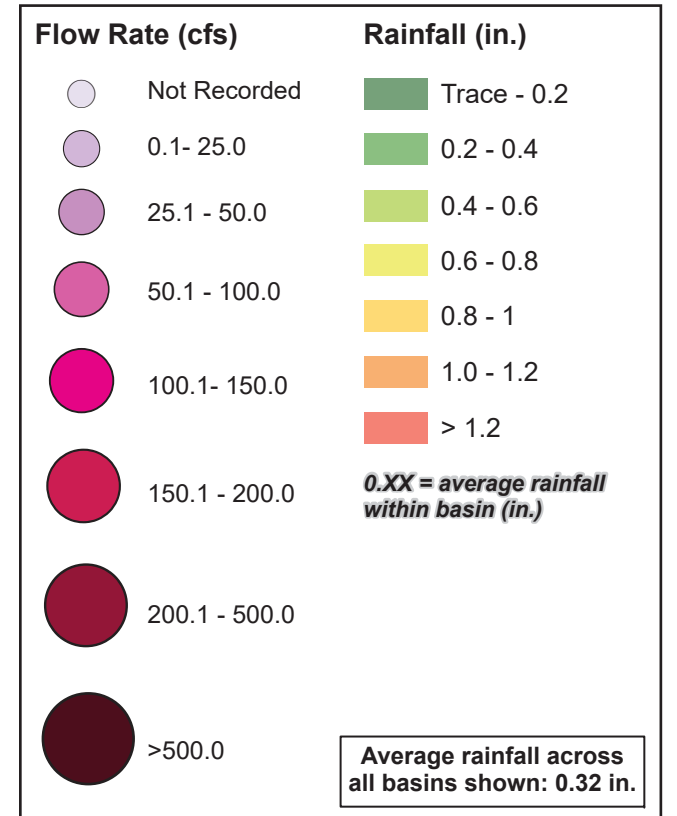 Flow Rate (cfs)
Not Recorded
0.1- 25.0
25.1 - 50.0
50.1 - 100.0
100.1- 150.0
150.1 - 200.0
200.1 - 500.0
>500.0
Rainfall (in.)
Trace - 0.2
0.2 - 0.4
0.4 - 0.6
0.6 - 0.8
0.8 - 1
1.0 - 1.2
> 1.2
0.XX = average rainfall
within basin (in.)
Average rainfall across
all basins shown: 0.32 in.